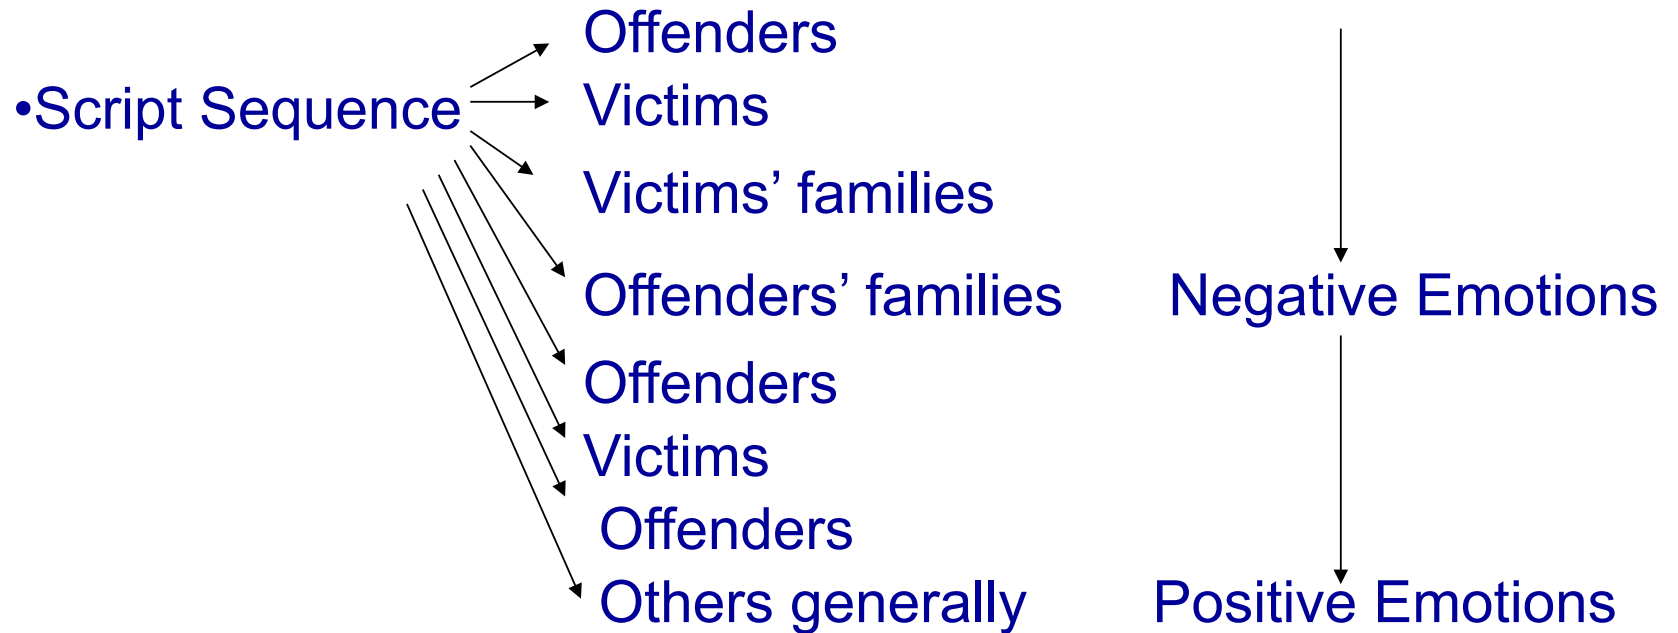 Offenders
•Script Sequence
Victims
Victims’ families
Offenders’ families
Negative Emotions
Offenders
Victims
Offenders
Others generally
Positive Emotions